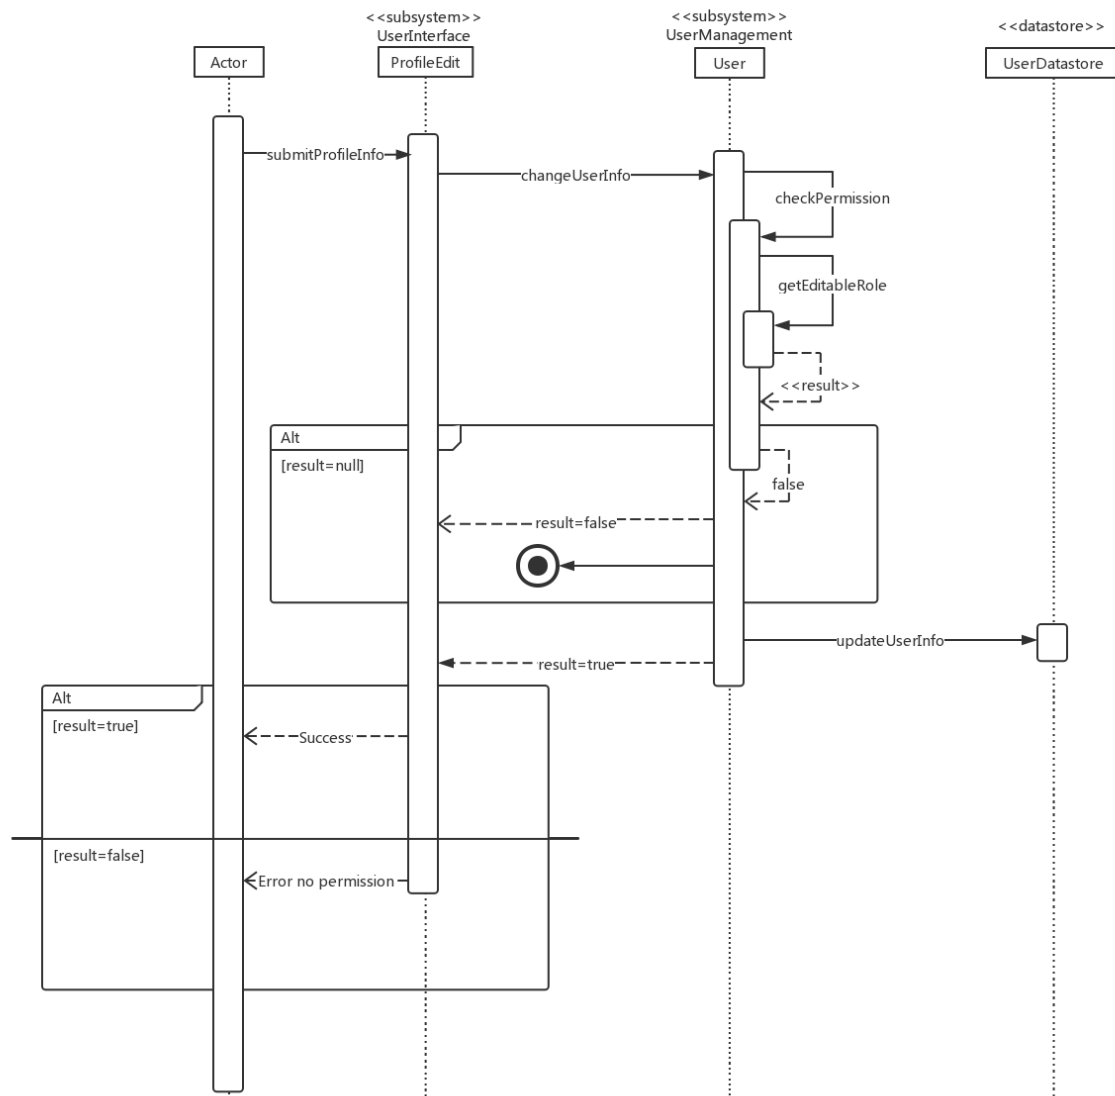 <<subsystem>>
UserInterface
<<subsystem>>
UserManagement
<<datastore>>
Actor
ProfileEdit
User
UserDatastore
submitProfileInfo
changeUserInfo
checkPermission
getEditableRole
<<result>>
Alt
[result=null]
false
result=false
updateUserInfo
result=true
Alt
[result=true]
Success
[result=false]
Error no permission